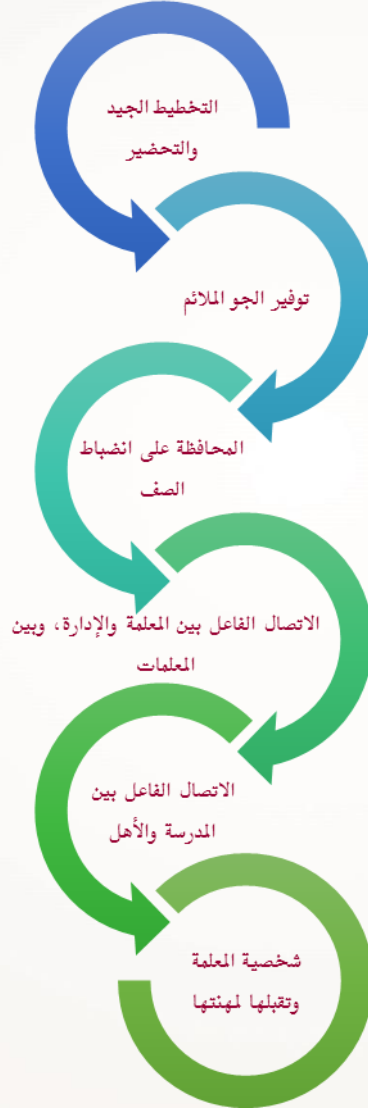 التخطيط الجيد
والتحضير
توفير الجو الملائم
المحافظة على انضباط
الصف
الاتصال الفاعل بين المعلمة والإدارة، وبين
المعلمات
الاتصال الفاعل بين
المدرسة والأهل
شخصية المعلمة
وتقبلها لمهنتها